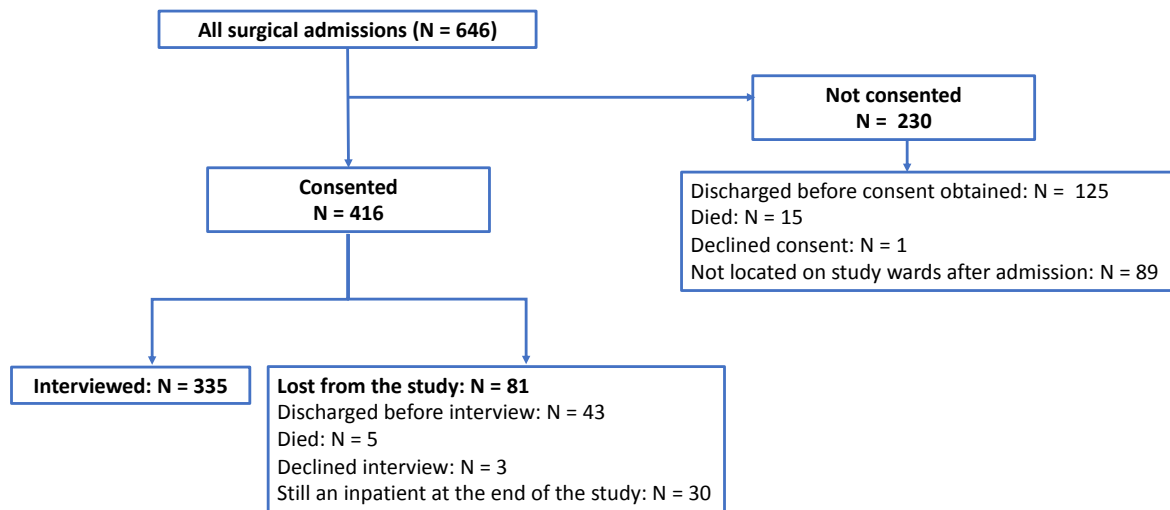 All surgical admissions (N = 646)
Not consented
N =  230
Discharged before consent obtained: N =  125
Died: N = 15
Declined consent: N = 1
Not located on study wards after admission: N = 89
Consented
N = 416
Interviewed: N = 335
Lost from the study: N = 81
Discharged before interview: N = 43
Died: N = 5
Declined interview: N = 3
Still an inpatient at the end of the study: N = 30